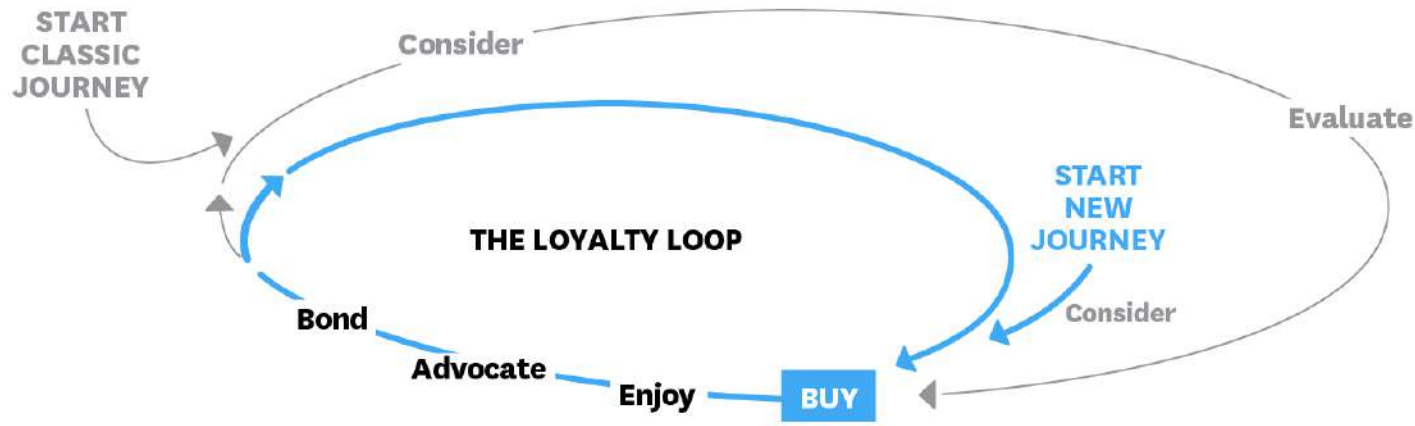 START
CLASSIC
JOURNEY
Consider
Evaluate
START
NEW
JOURNEY
THE LOYALTY LOOP
Consider
Bond
Advocate
Enjoy
BUY